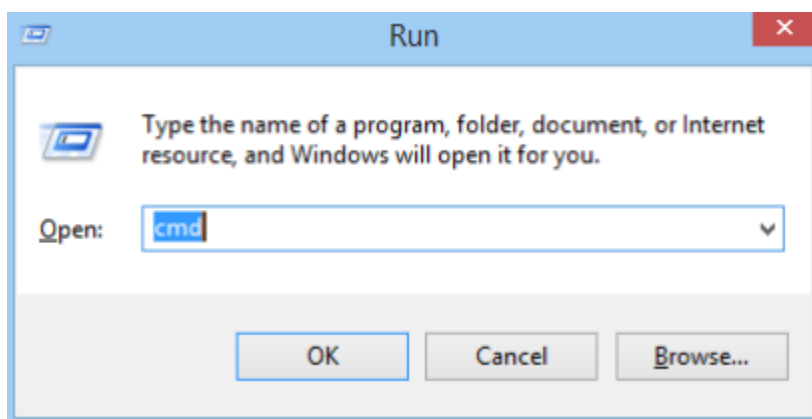 Run
Type the name of a program, folder, document, or Internet
resource, and Windows will open it for you.
Open: cmd
OK Cancel Browse...